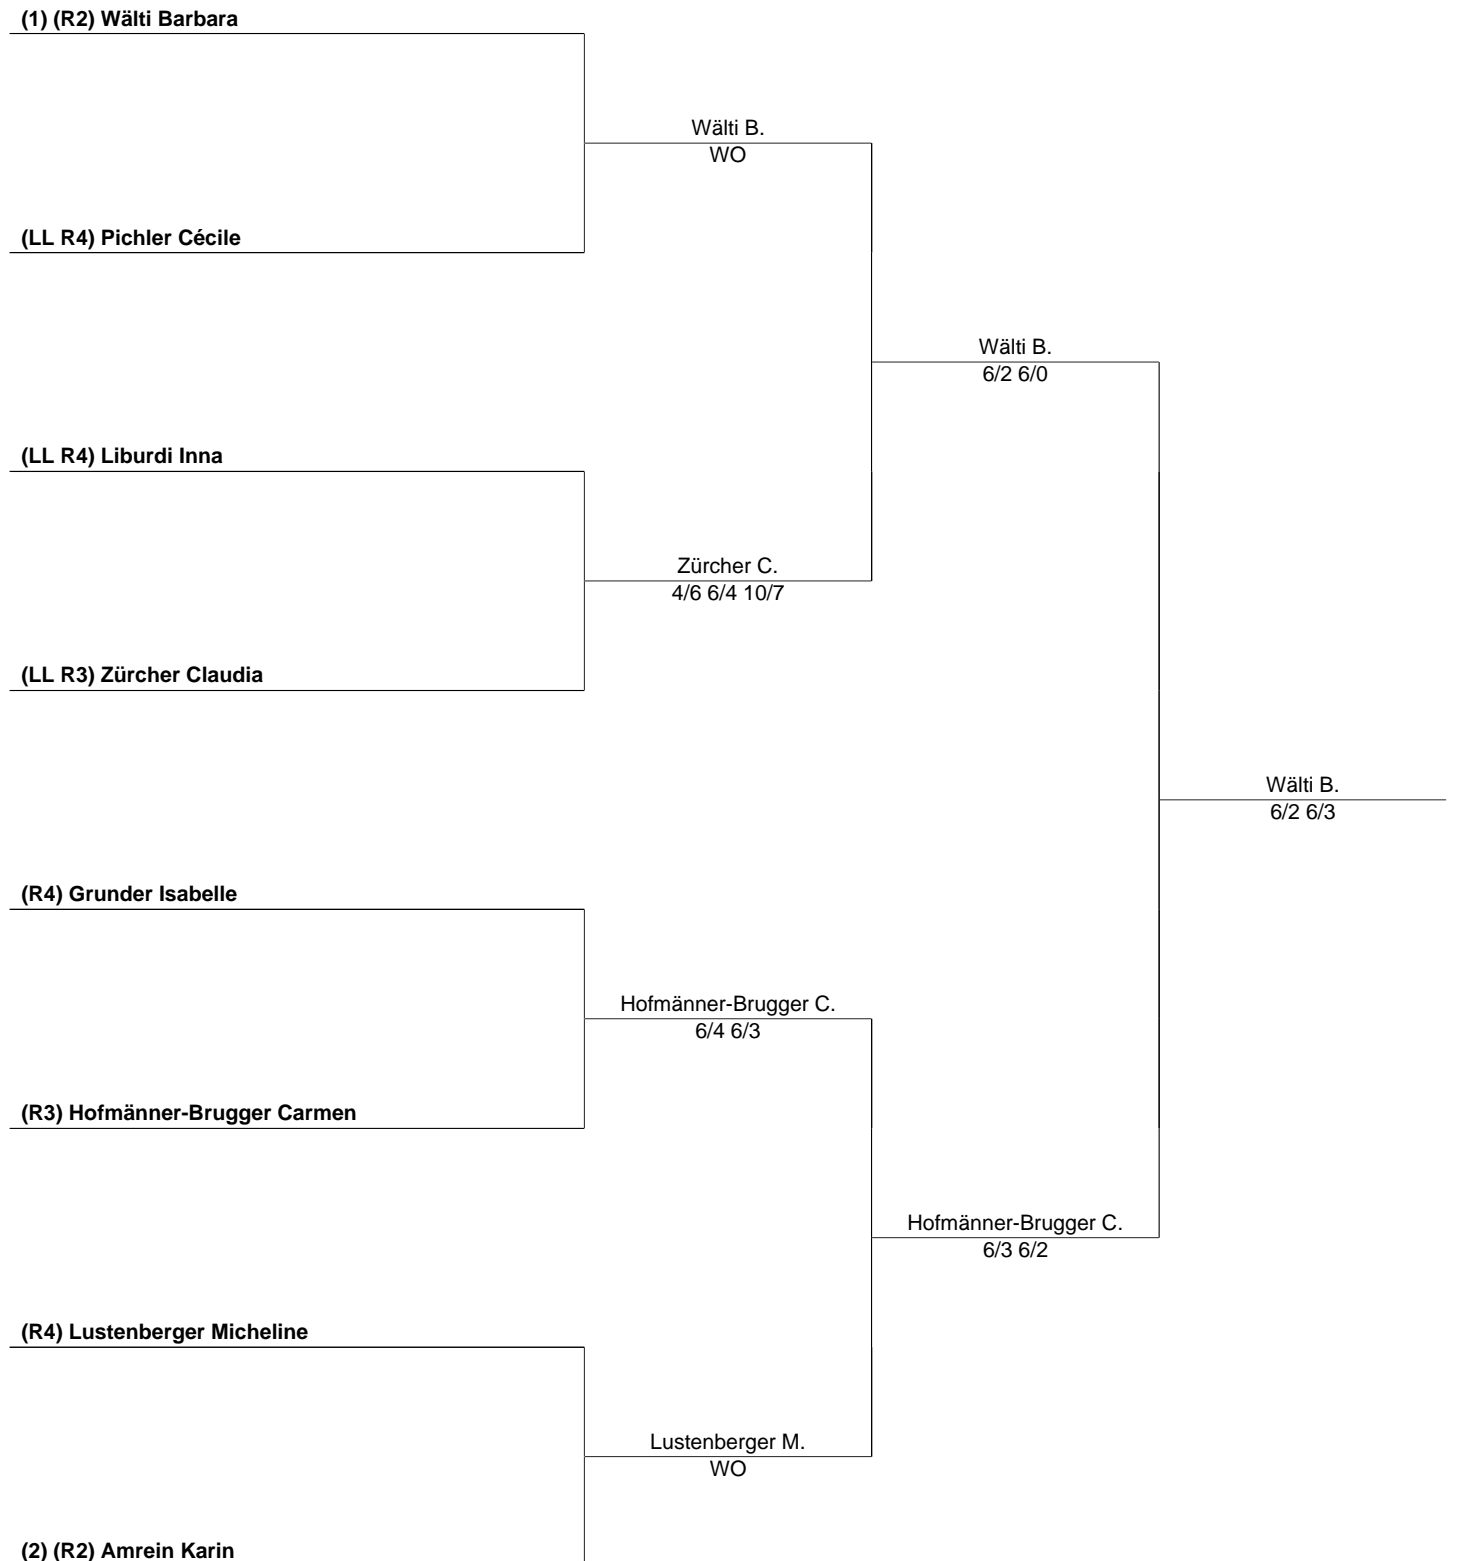 (1) (R2) Wälti Barbara
Wälti B.
WO
(LL R4) Pichler Cécile
Wälti B.
6/2 6/0
(LL R4) Liburdi Inna
Zürcher C.
4/6 6/4 10/7
(LL R3) Zürcher Claudia
Wälti B.
6/2 6/3
(R4) Grunder Isabelle
Hofmänner-Brugger C.
6/4 6/3
(R3) Hofmänner-Brugger Carmen
Hofmänner-Brugger C.
6/3 6/2
(R4) Lustenberger Micheline
Lustenberger M.
WO
(2) (R2) Amrein Karin